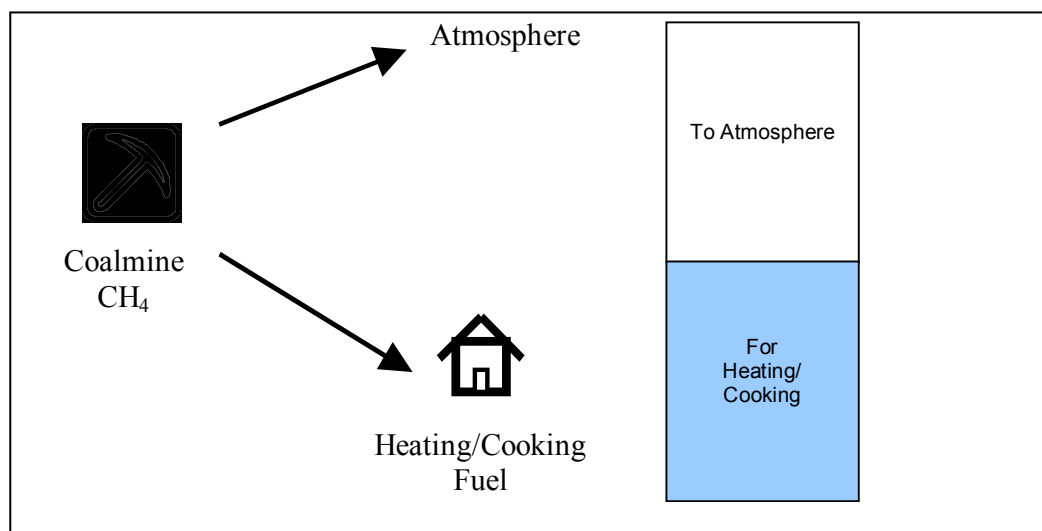 Atmosphere
Coalmine
CH₄
Heating/Cooking
Fuel
To Atmosphere
For
Heating/
Cooking